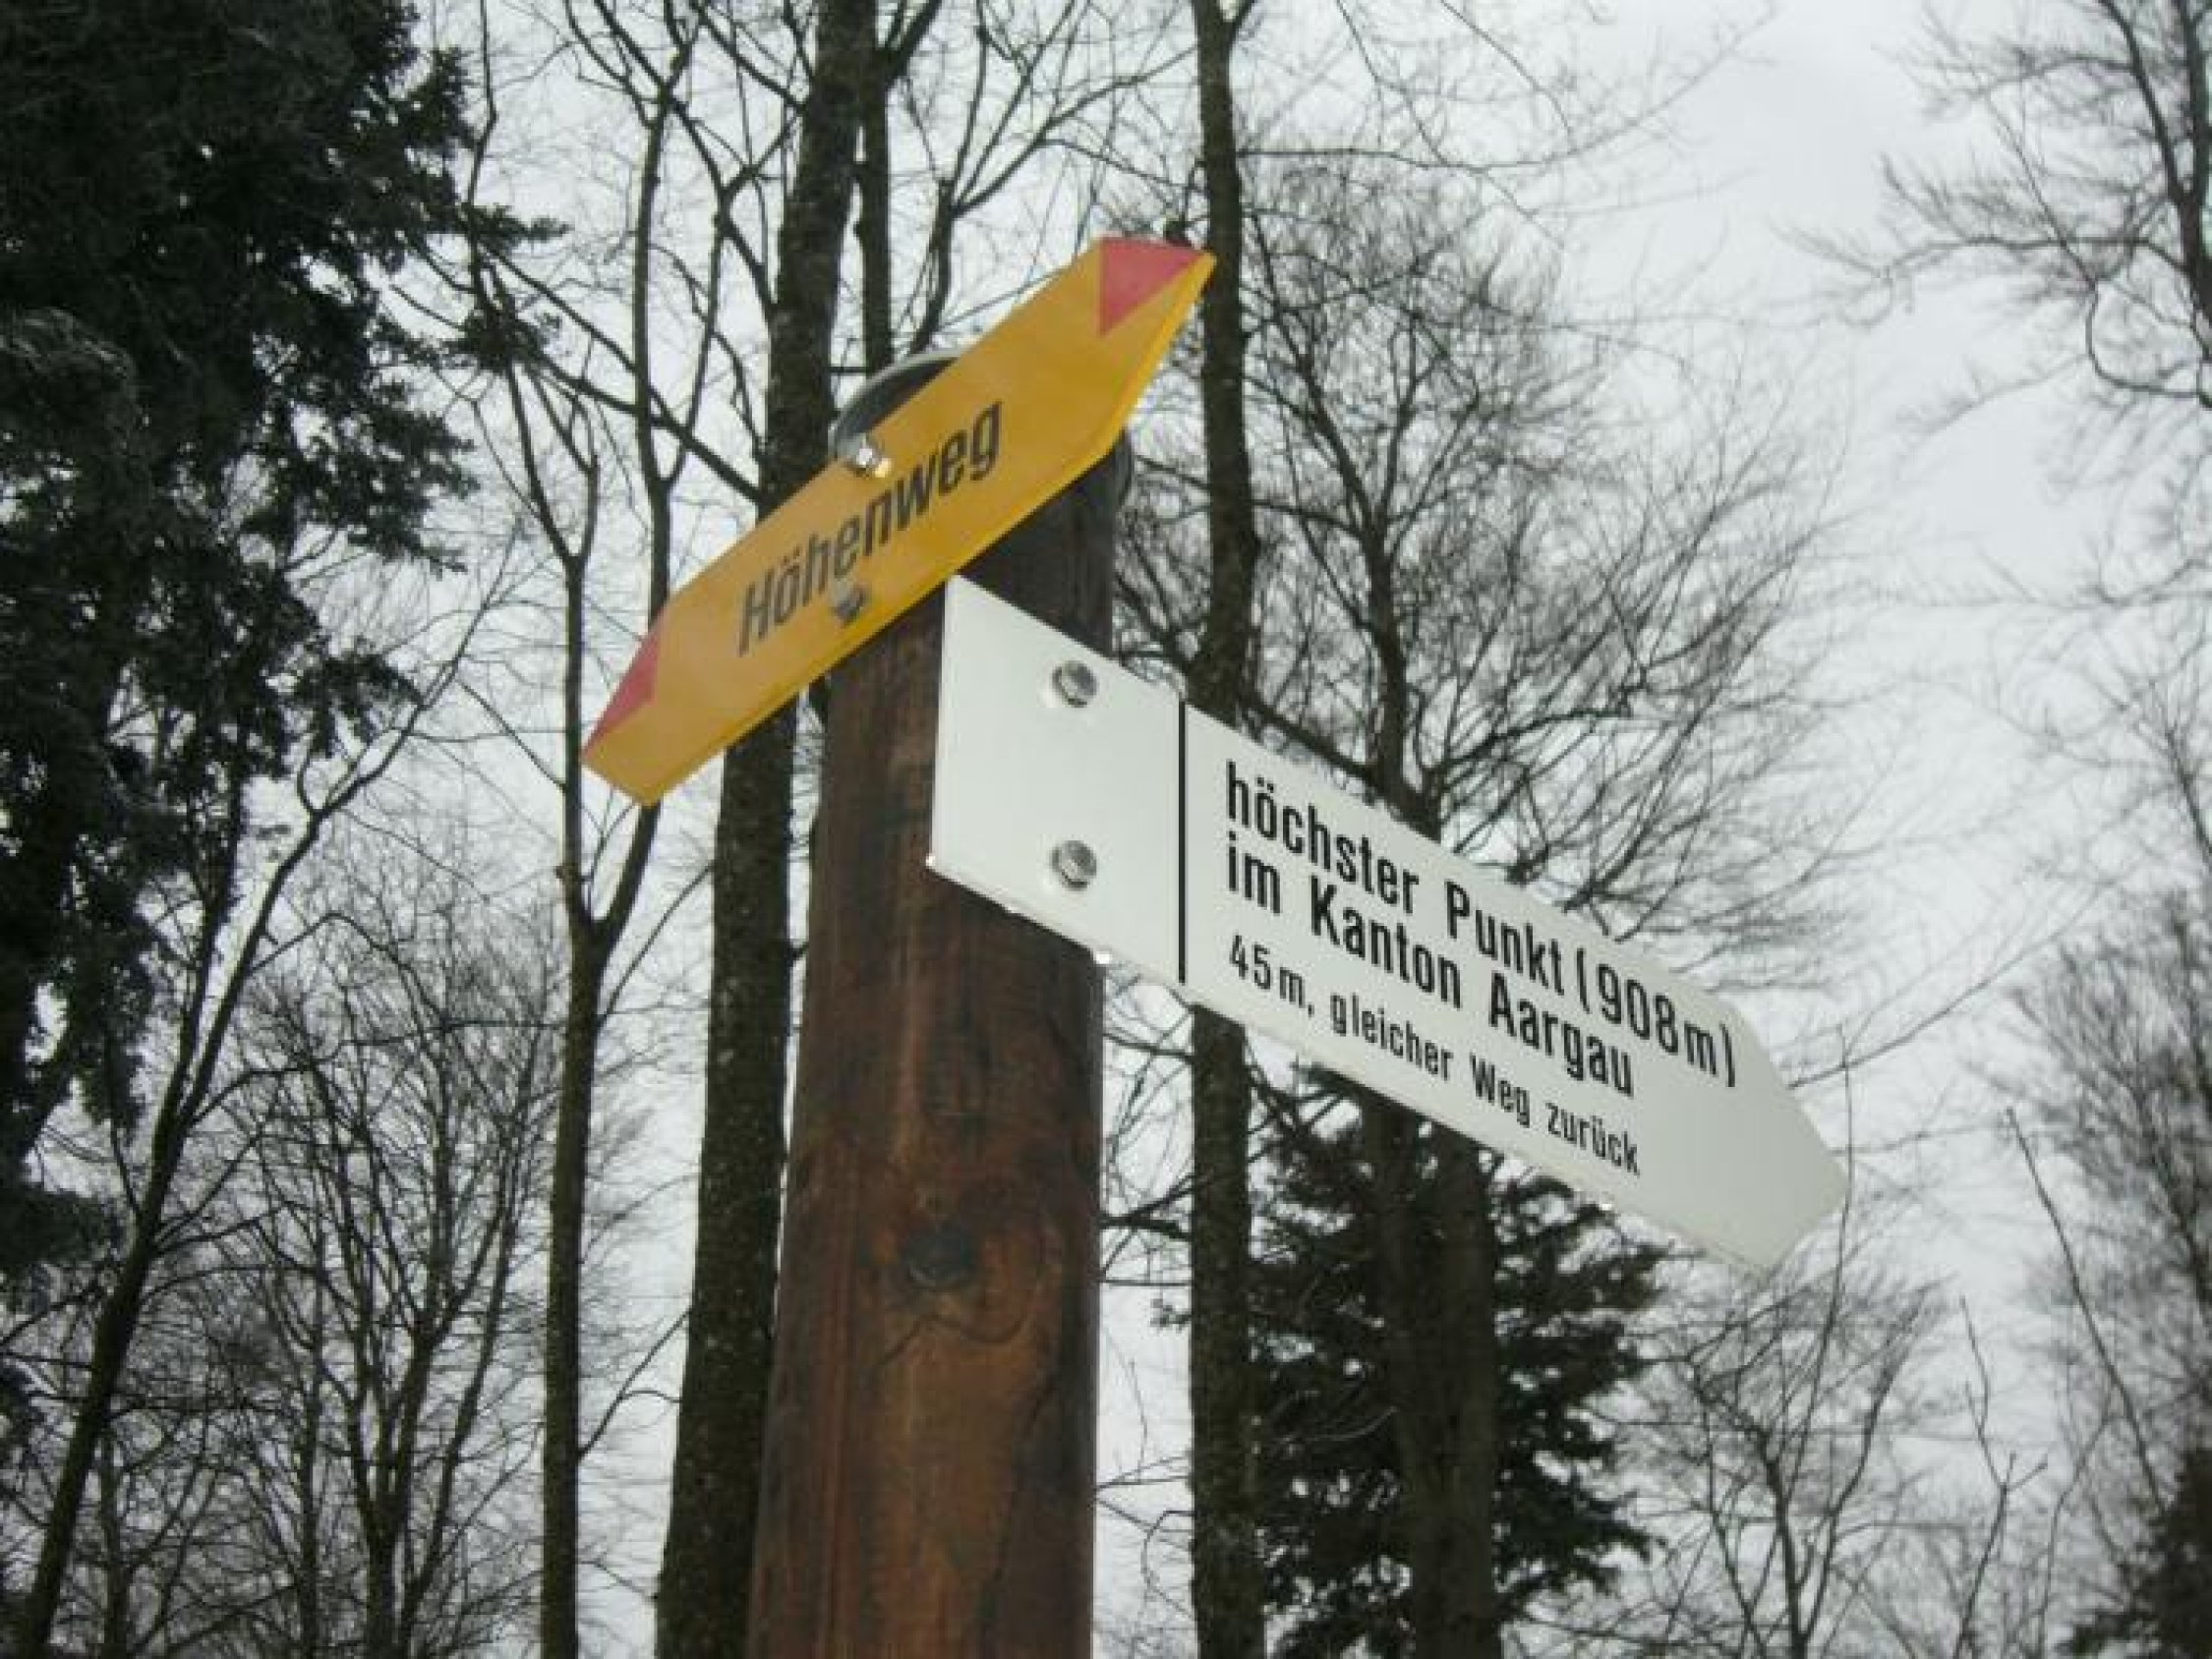 Höhenweg
höchster Punkt (908m)
im Kanton Aargau
45m, gleicher Weg zurück